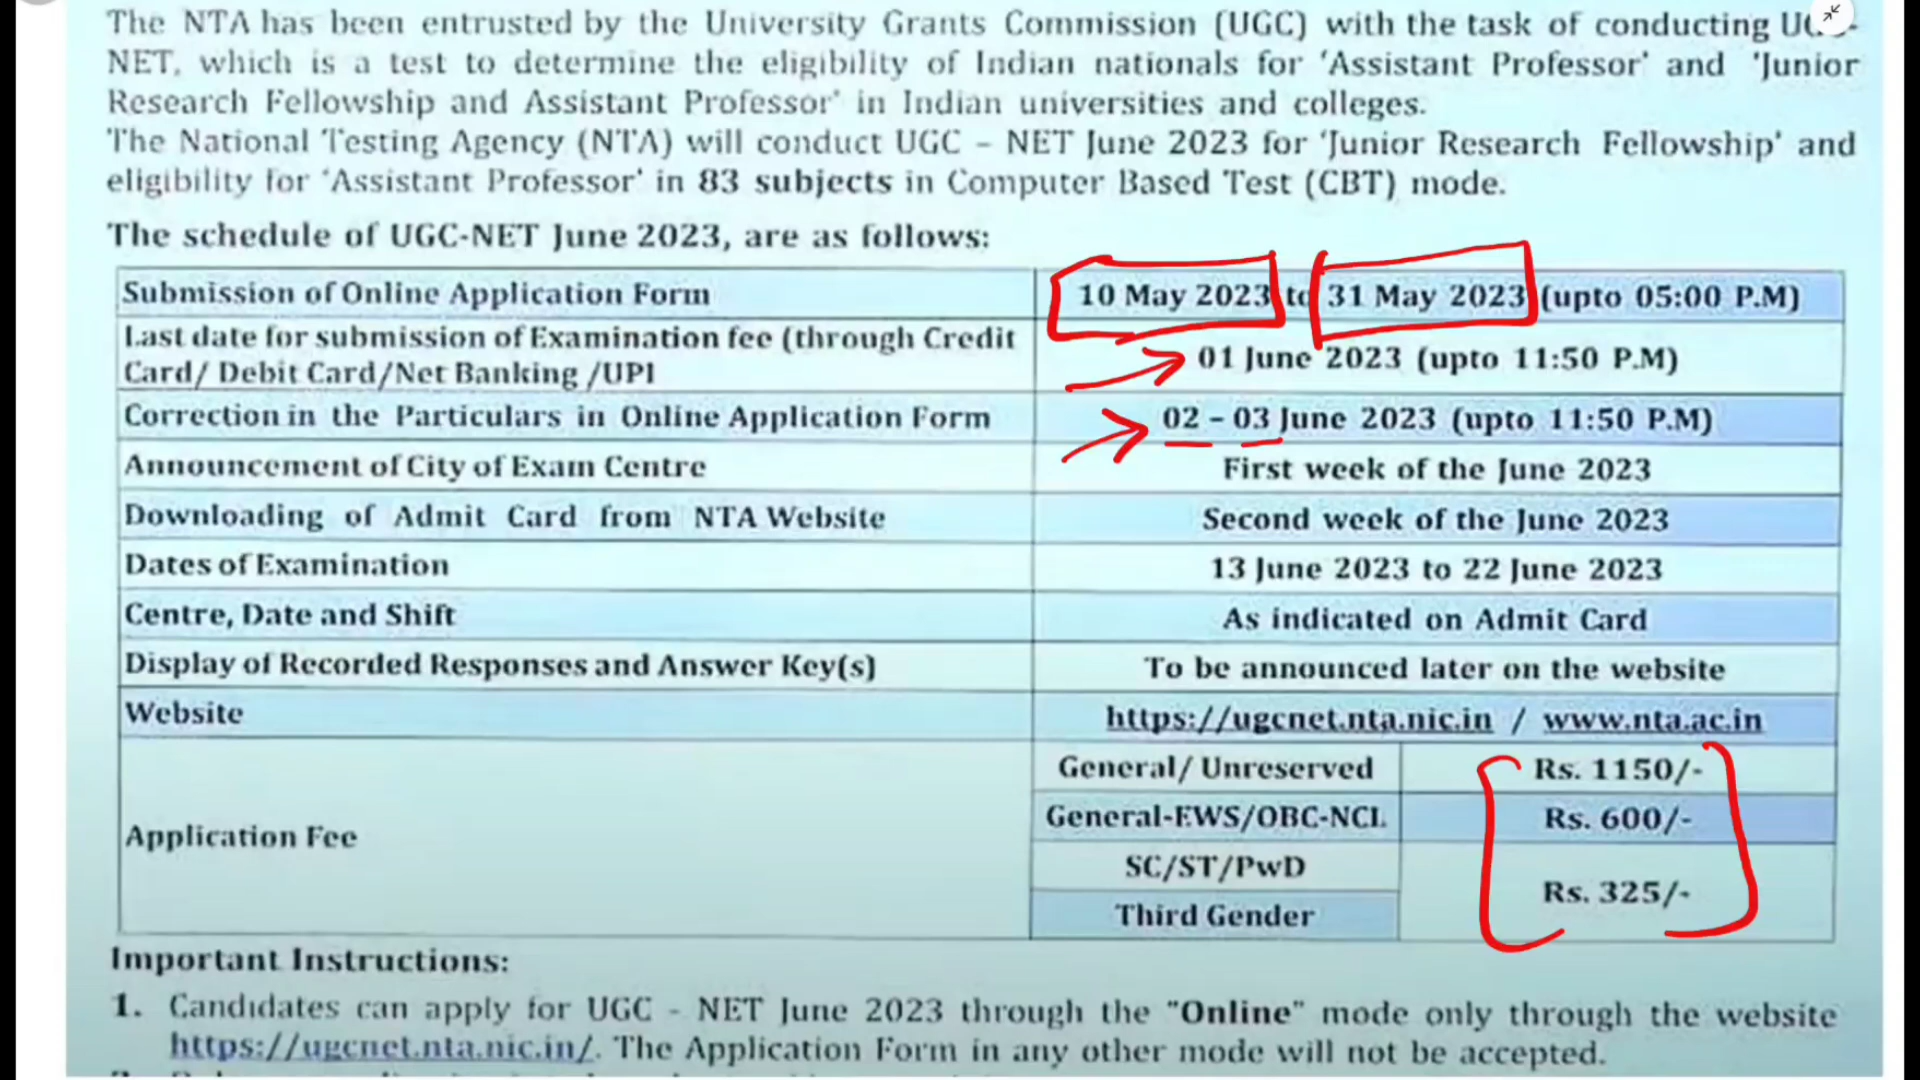 The NTA has been entrusted by the University Grants Commission (UGC) with the task of conducting
NET, which is a test to determine the eligibility of Indian nationals for 'Assistant Professor' and 'Junior
Research Fellowship and Assistant Professor' in Indian universities and colleges.
The National Testing Agency (NTA) will conduct UGC – NET June 2023 for 'Junior Research Fellowship' and
eligibility for 'Assistant Professor' in 83 subjects in Computer Based Test (CBT) mode.
The schedule of UGC-NET June 2023, are as follows:
Submission of Online Application Form 10 May 2023 to 31 May 2023 (upto 05:00 P.M)
Last date for submission of Examination fee (through Credit
Card/ Debit Card/Net Banking /UPI 01 June 2023 (upto 11:50 P.M)
Correction in the Particulars in Online Application Form 02 – 03 June 2023 (upto 11:50 P.M)
Announcement of City of Exam Centre First week of the June 2023
Downloading of Admit Card from NTA Website Second week of the June 2023
Dates of Examination 13 June 2023 to 22 June 2023
Centre, Date and Shift As indicated on Admit Card
Display of Recorded Responses and Answer Key(s) To be announced later on the website
Website https://ugcnet.nta.nic.in / www.nta.ac.in
Application Fee
General/ Unreserved Rs. 1150/-
General-EWS/OBC-NCL Rs. 600/-
SC/ST/PwD Rs. 325/-
Third Gender
Important Instructions:
1. Candidates can apply for UGC - NET June 2023 through the "Online" mode only through the website
https://ugcnet.nta.nic.in/. The Application Form in any other mode will not be accepted.